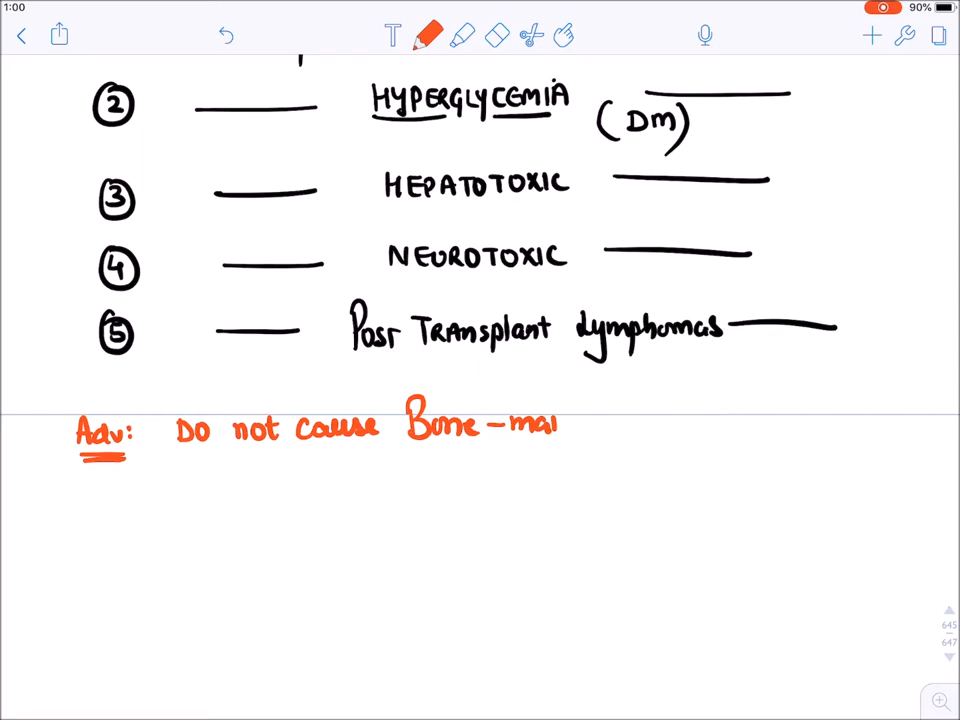 1:00
90%
T
② HYPERGLYCEMIA
(DM)
③ HEPATOTOXIC
④ NEUROTOXIC
⑤ Post Transplant Lymphomas
Adv: Do not cause Bone-mar
645
647